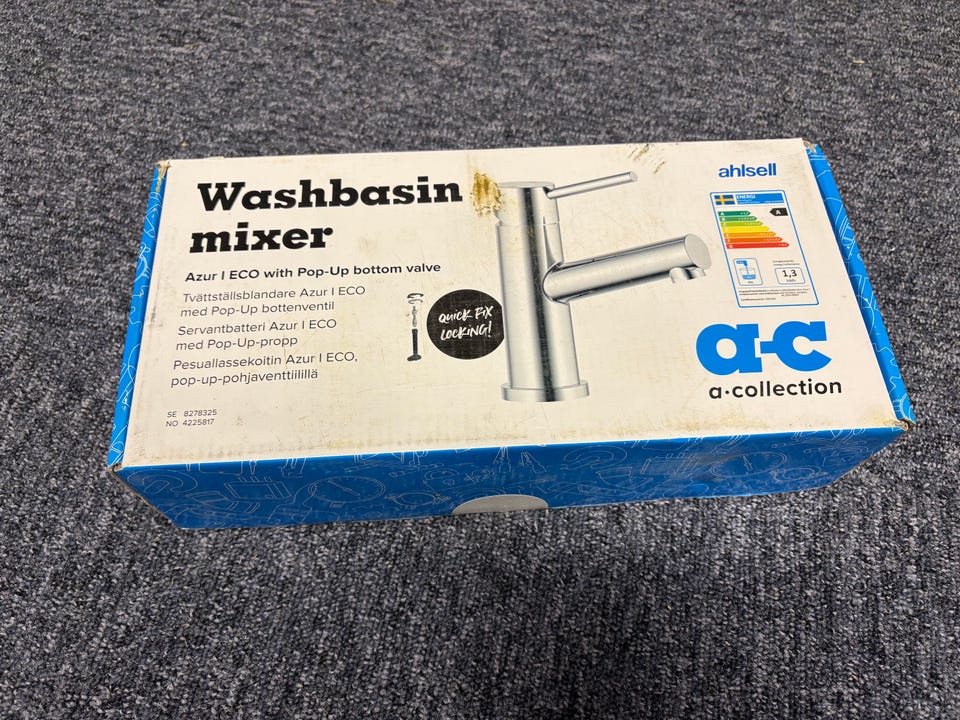 Washbasin
mixer
Azur I ECO with Pop-Up bottom valve
Tvättställsblandare Azur I ECO
med Pop-Up bottenventil
Servantbatteri Azur I ECO
med Pop-Up-propp
Pesuallassekoitin Azur I ECO,
pop-up-pohjaventtiilillä
SE 8278325
NO 4225817
QUICK FIX
LOCKING!
ahlsell
ENERGI
A
A
1,3
kWh
a-c
a·collection